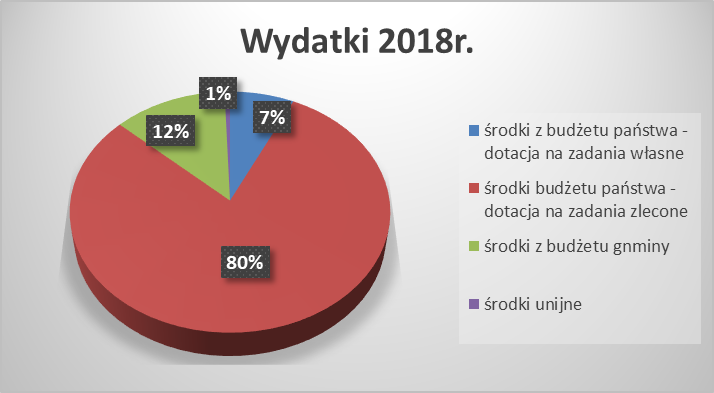 Wydatki 2018r.
1%
7%
12%
80%
środki z budżetu państwa -
dotacja na zadania własne
środki budżetu państwa -
dotacja na zadania zlecone
środki z budżetu gnminy
środki unijne